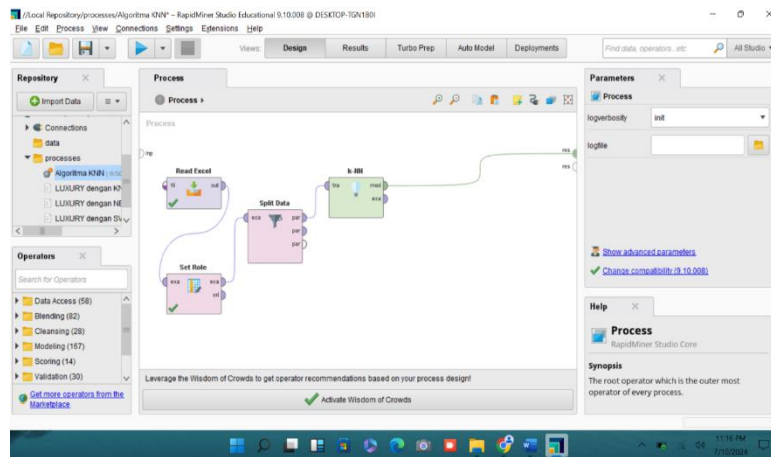 //Local Repository/processes/Algoritma KNN* – RapidMiner Studio Educational 9.10.008 @ DESKTOP-TGN1B0I
File Edit Process View Connections Settings Extensions Help
Views: Design Results Turbo Prep Auto Model Deployments
Find data, operators...etc
All Studio
Repository
Import Data
Connections
data
processes
Algoritma KNN
LUXURY dengan KN
LUXURY dengan NE
LUXURY dengan SV
Operators
Search for Operators
Data Access (58)
Blending (82)
Cleansing (28)
Modeling (167)
Scoring (14)
Validation (30)
Get more operators from the
Marketplace
Process
Process
Process
inp
res
res
Read Excel
fil out
Set Role
exa exa
ori
Split Data
exa par
par
par
k-NN
tra mod
exa
Leverage the Wisdom of Crowds to get operator recommendations based on your process design!
Activate Wisdom of Crowds
Parameters
Process
logverbosity init
logfile
Show advanced parameters
Change compatibility (9.10.008)
Help
Process
RapidMiner Studio Core
Synopsis
The root operator which is the outer most
operator of every process.
11:16 PM